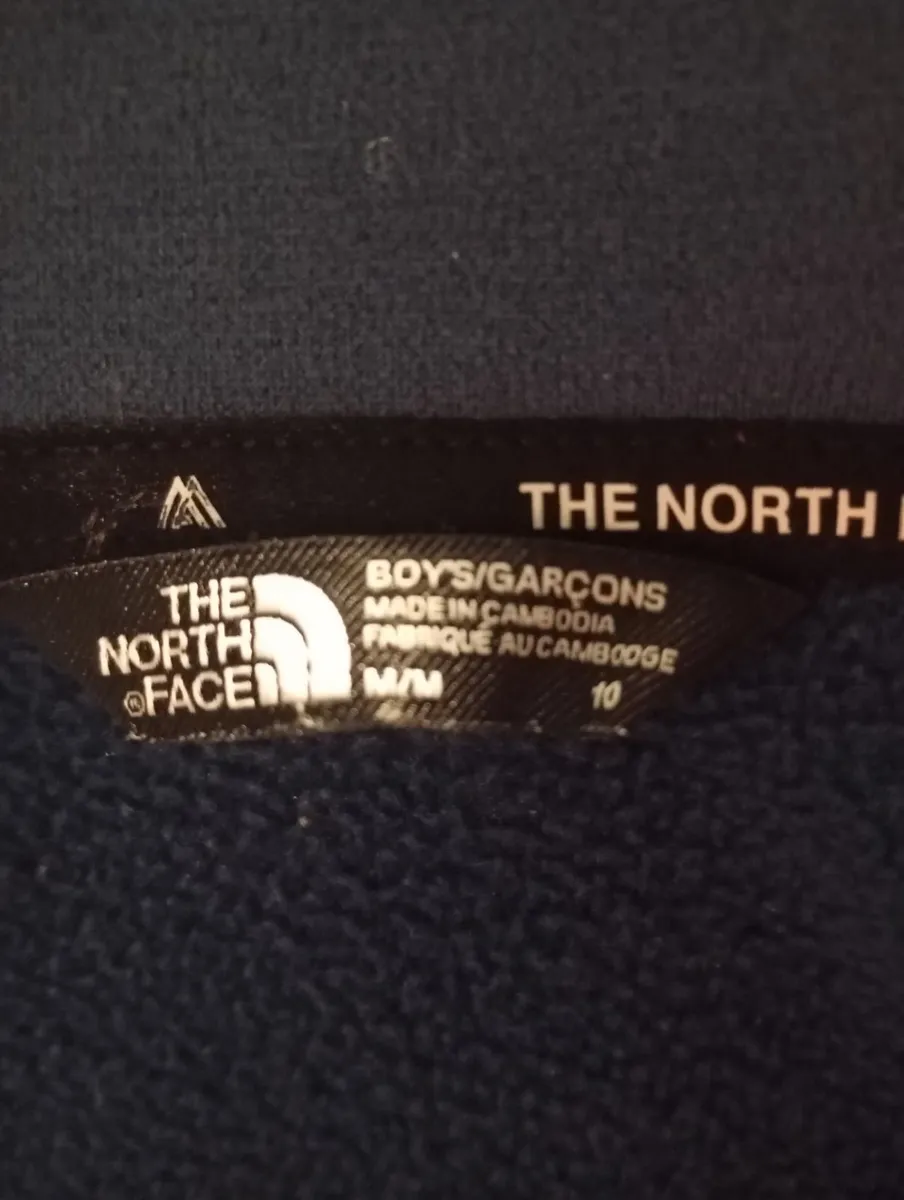 THE NORTH
THE
NORTH
®FACE
BOY'S/GARÇONS
MADE IN CAMBODIA
FABRIQUÉ AU CAMBODGE
M/M 10